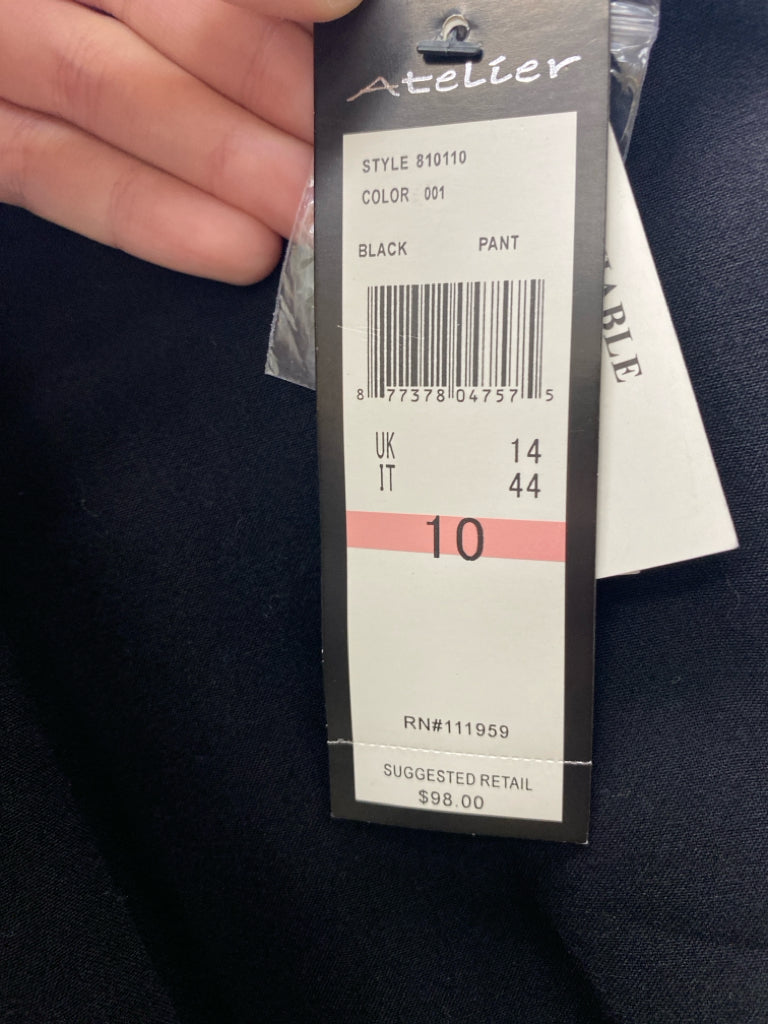 Atelier
STYLE 810110
COLOR 001
BLACK PANT
8 77378 04757 5
UK 14
IT 44
10
RN#111959
SUGGESTED RETAIL
$98.00